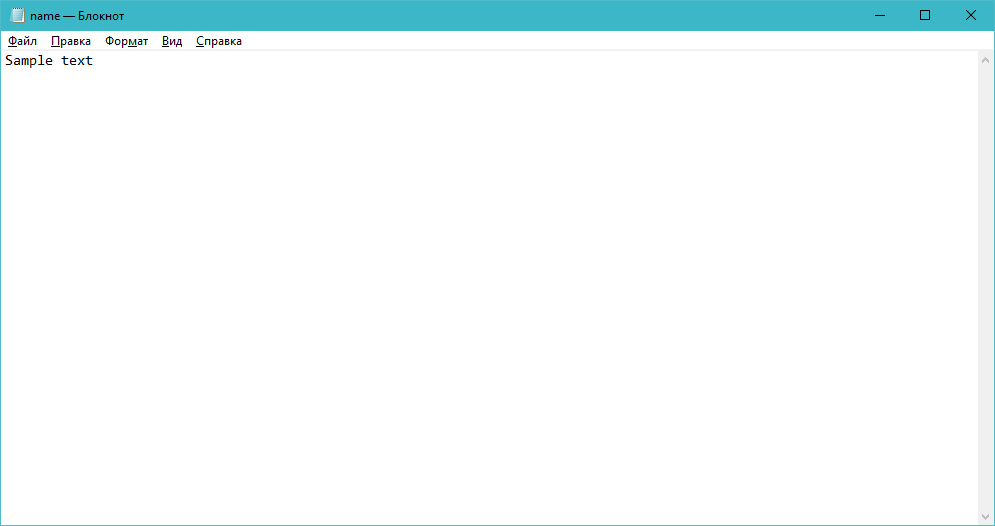 name — Блокнот
Файл Правка Формат Вид Справка
Sample text